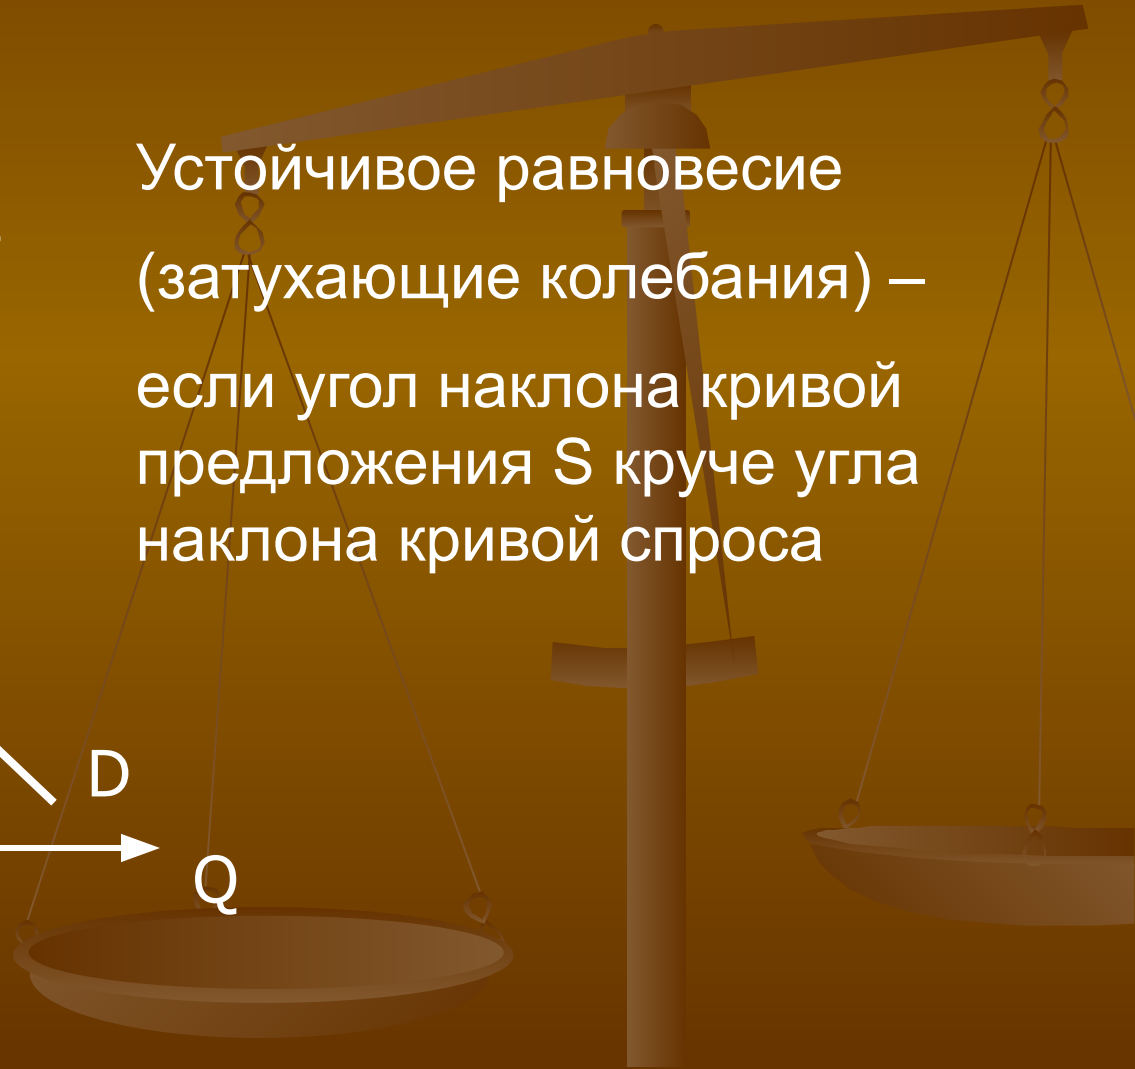 Устойчивое равновесие
(затухающие колебания) –
если угол наклона кривой
предложения S круче угла
наклона кривой спроса
D
Q